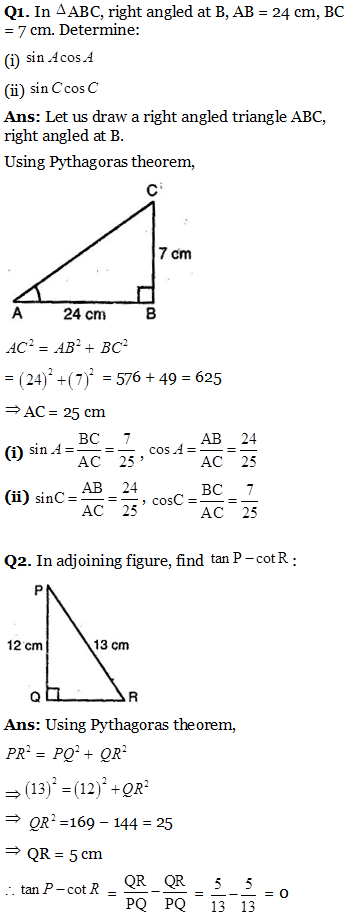 Q1. In ΔABC, right angled at B, AB = 24 cm, BC
= 7 cm. Determine:
(i) sin A cos A
(ii) sin C cos C
Ans: Let us draw a right angled triangle ABC,
right angled at B.
Using Pythagoras theorem,
C
7 cm
A 24 cm B
AC² = AB² + BC²
= (24)² + (7)² = 576 + 49 = 625
⇒ AC = 25 cm
(i) sin A = BC/AC = 7/25 , cos A = AB/AC = 24/25
(ii) sinC = AB/AC = 24/25 , cosC = BC/AC = 7/25
Q2. In adjoining figure, find tan P – cot R :
P
12 cm 13 cm
Q R
Ans: Using Pythagoras theorem,
PR² = PQ² + QR²
⇒ (13)² = (12)² + QR²
⇒ QR² =169 – 144 = 25
⇒ QR = 5 cm
∴ tan P – cot R = QR/PQ – QR/PQ = 5/13 – 5/13 = 0